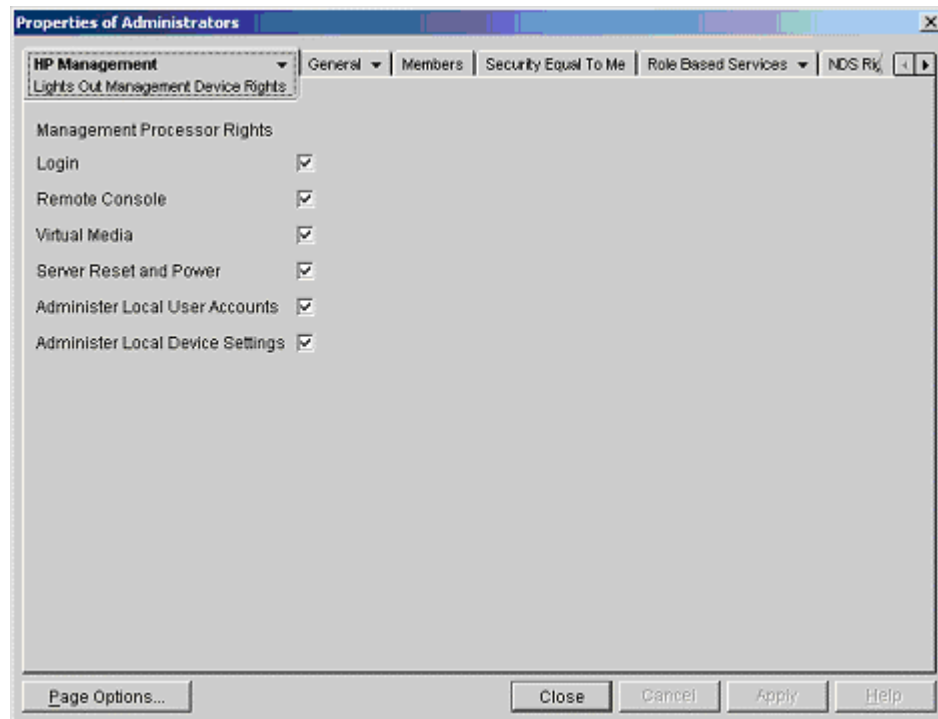 Properties of Administrators
HP Management General Members Security Equal To Me Role Based Services NDS
Lights Out Management Device Rights
Management Processor Rights
Login
Remote Console
Virtual Media
Server Reset and Power
Administer Local User Accounts
Administer Local Device Settings
Page Options... Close Cancel Apply Help